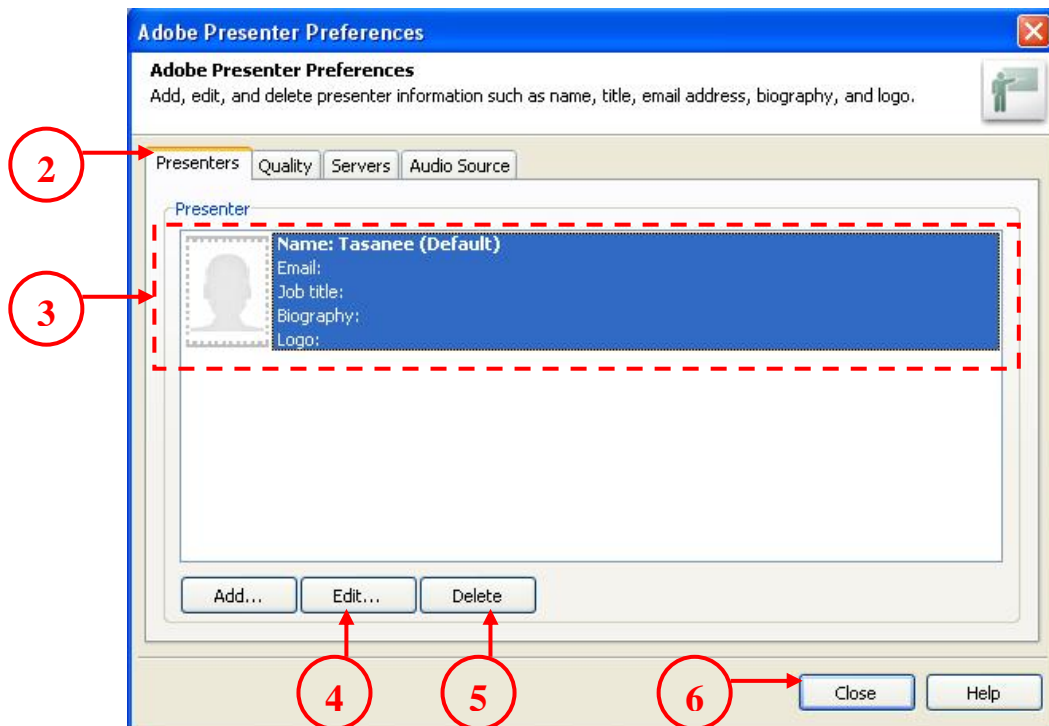 Adobe Presenter Preferences
Adobe Presenter Preferences
Add, edit, and delete presenter information such as name, title, email address, biography, and logo.
2
Presenters Quality Servers Audio Source
Presenter
Name: Tasanee (Default)
Email:
Job title:
3
Biography:
Logo:
Add... Edit... Delete
4 5 6
Close Help